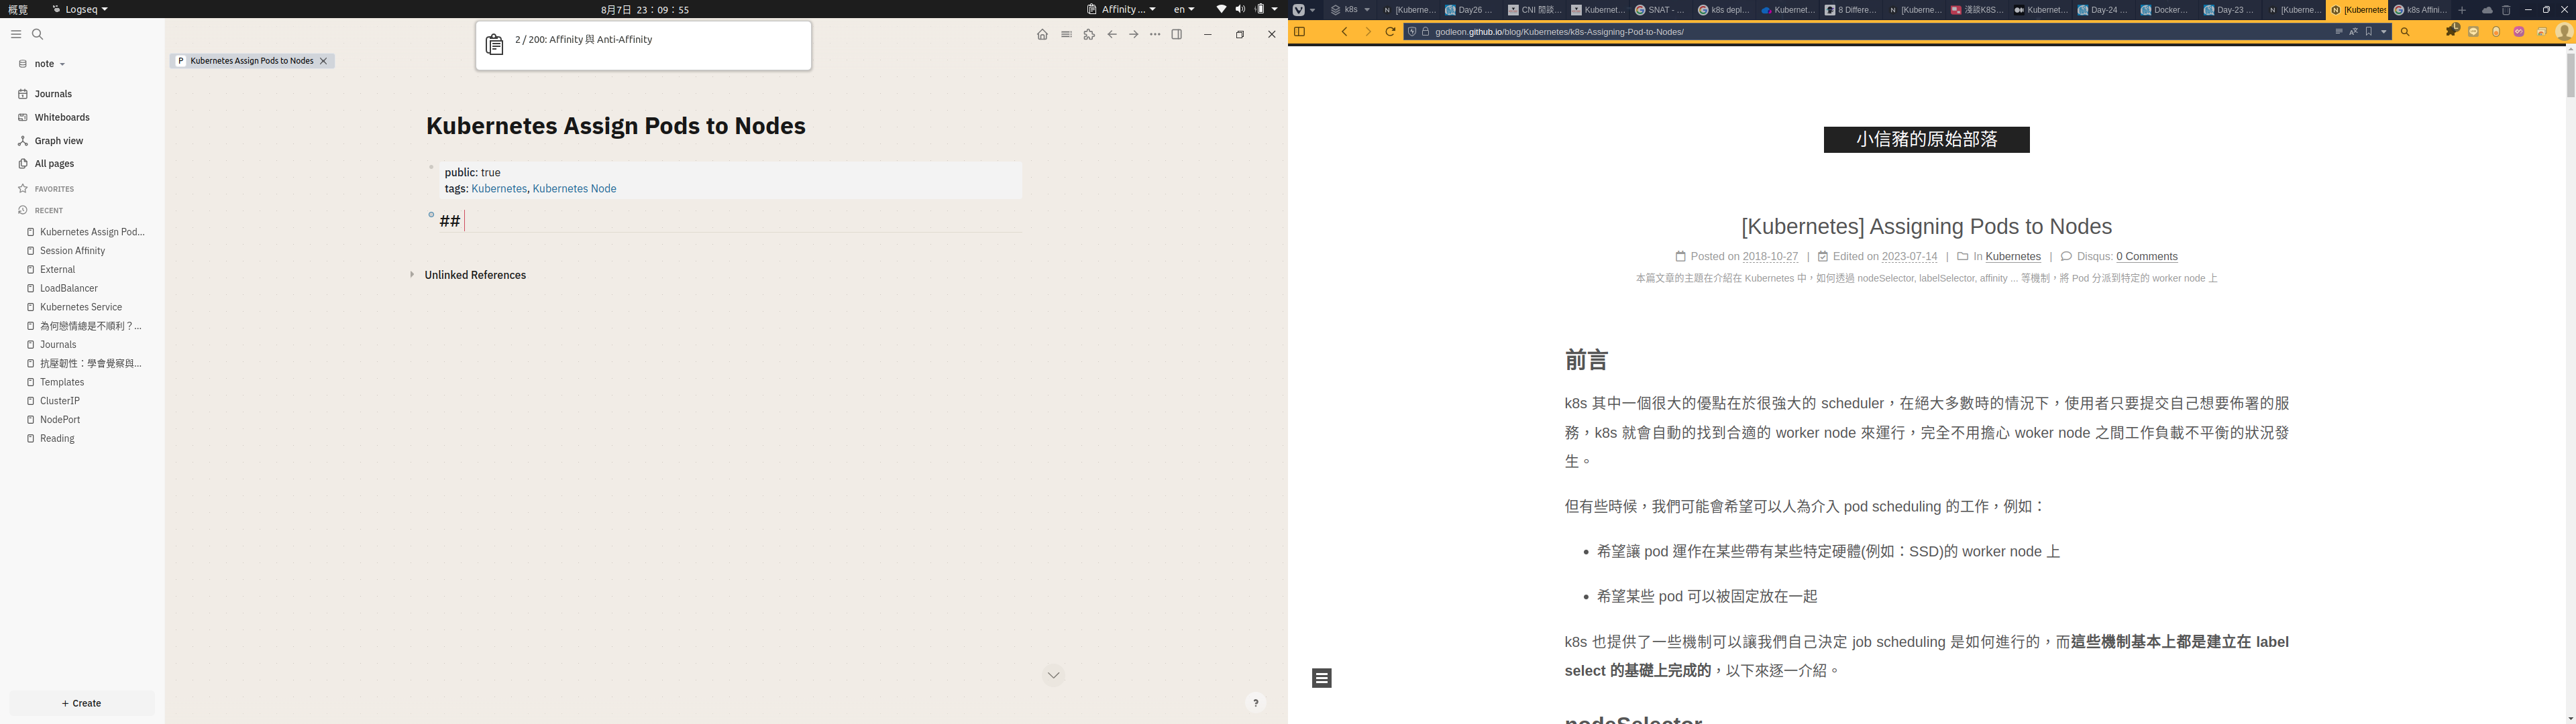 概覽
Logseq
8月7日 23：09：55
Affinity ...
en
note
Journals
Whiteboards
Graph view
All pages
FAVORITES
RECENT
Kubernetes Assign Pod...
Session Affinity
External
LoadBalancer
Kubernetes Service
為何戀情總是不順利？...
Journals
抗壓韌性：學會覺察與...
Templates
ClusterIP
NodePort
Reading
+ Create
2 / 200: Affinity 與 Anti-Affinity
P Kubernetes Assign Pods to Nodes
Kubernetes Assign Pods to Nodes
public: true
tags: Kubernetes, Kubernetes Node
##
Unlinked References
?
k8s
[Kuberne...
Day26 ...
CNI 閒談...
Kubernet...
SNAT - ...
k8s depl...
Kubernet...
8 Differe...
[Kuberne...
淺談K8S...
Kubernet...
Day-24 ...
Docker...
Day-23 ...
[Kuberne...
[Kubernetes
k8s Affini...
godleon.github.io/blog/Kubernetes/k8s-Assigning-Pod-to-Nodes/
小信豬的原始部落
[Kubernetes] Assigning Pods to Nodes
Posted on 2018-10-27 | Edited on 2023-07-14 | In Kubernetes | Disqus: 0 Comments
本篇文章的主題在介紹在 Kubernetes 中，如何透過 nodeSelector, labelSelector, affinity ... 等機制，將 Pod 分派到特定的 worker node 上
前言
k8s 其中一個很大的優點在於很強大的 scheduler，在絕大多數時的情況下，使用者只要提交自己想要佈署的服
務，k8s 就會自動的找到合適的 worker node 來運行，完全不用擔心 woker node 之間工作負載不平衡的狀況發
生。
但有些時候，我們可能會希望可以人為介入 pod scheduling 的工作，例如：
• 希望讓 pod 運作在某些帶有某些特定硬體(例如：SSD)的 worker node 上
• 希望某些 pod 可以被固定放在一起
k8s 也提供了一些機制可以讓我們自己決定 job scheduling 是如何進行的，而這些機制基本上都是建立在 label
select 的基礎上完成的，以下來逐一介紹。
nodeSelector